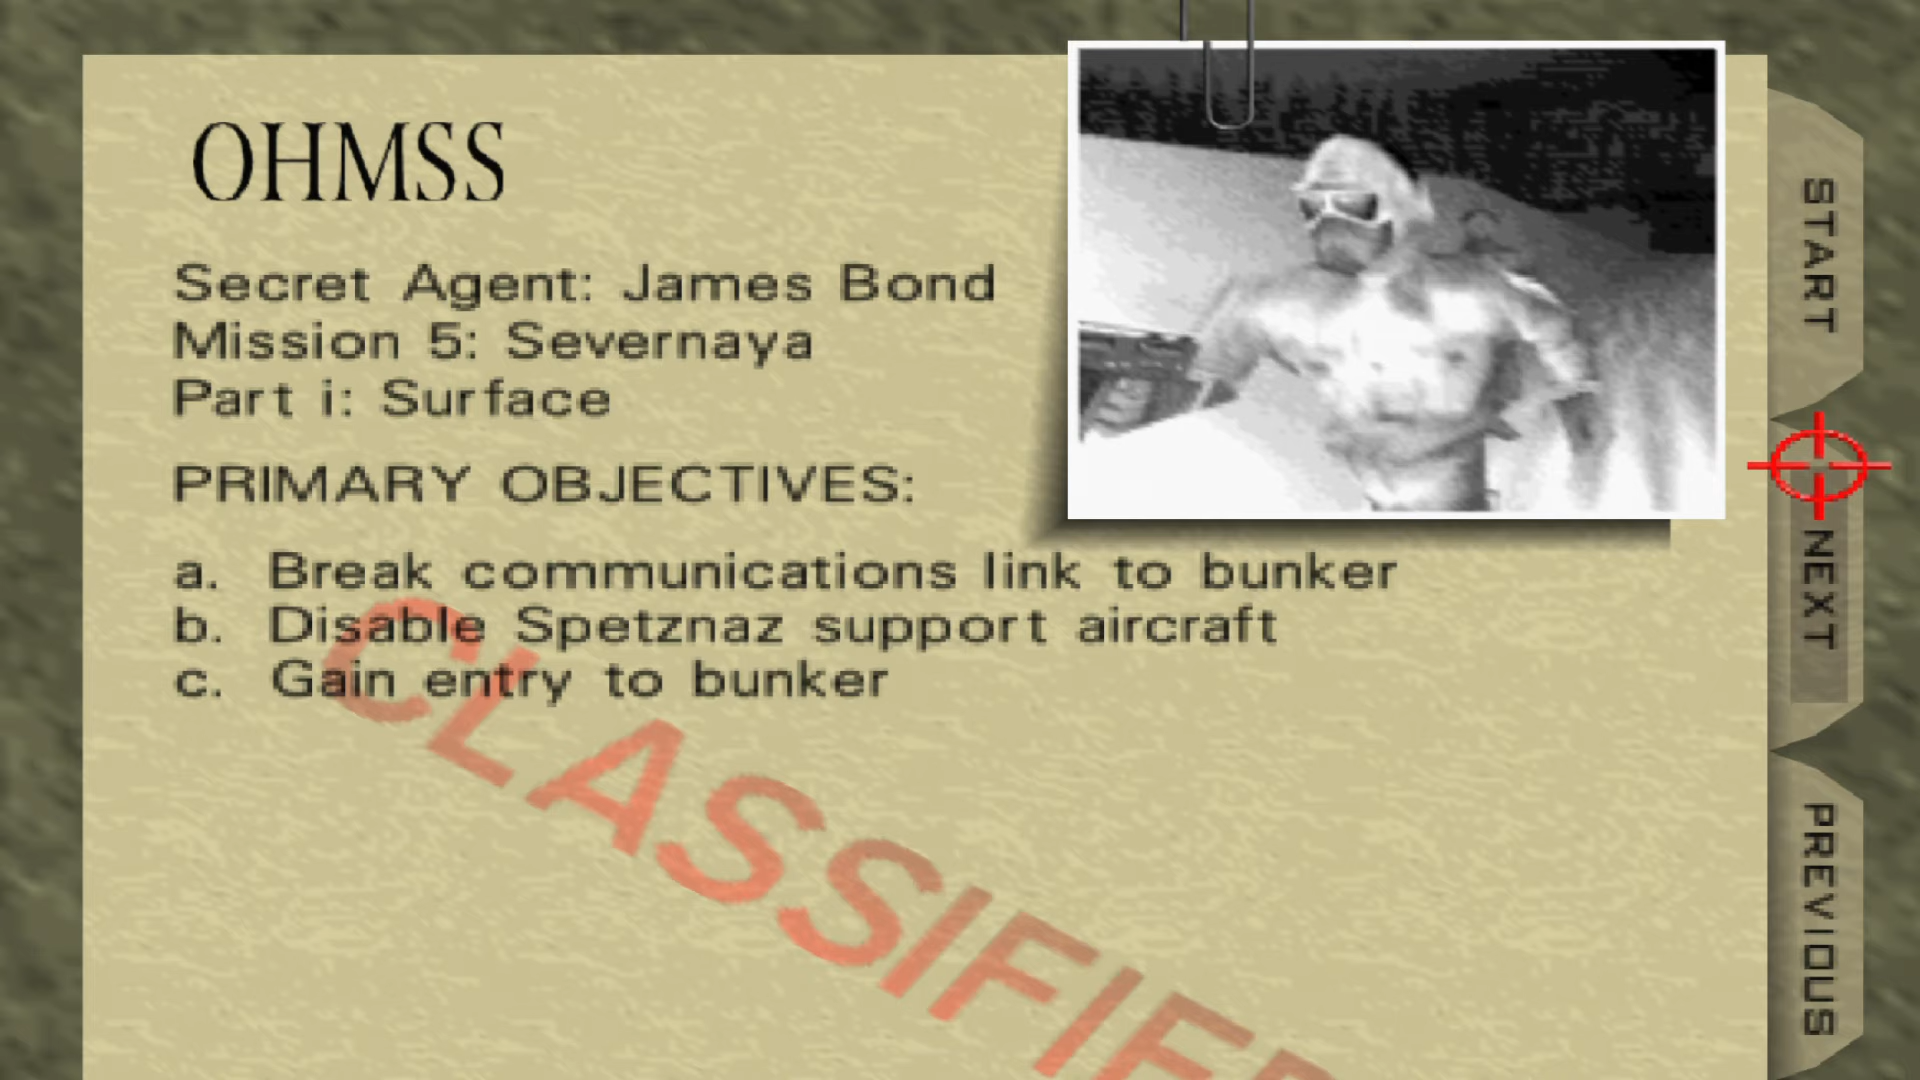 OHMSS
Secret Agent: James Bond
Mission 5: Severnaya
Part i: Surface
PRIMARY OBJECTIVES:
a. Break communications link to bunker
b. Disable Spetznaz support aircraft
c. Gain entry to bunker
CLASSIFIE
START
NEXT
PREVIOUS